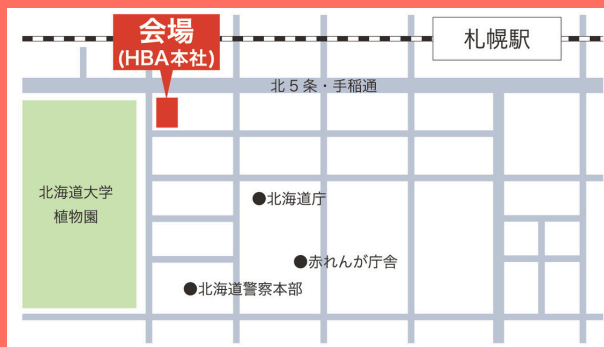 会場
(HBA本社)
札幌駅
北5条・手稲通
北海道大学
植物園
●北海道庁
●赤れんが庁舎
●北海道警察本部